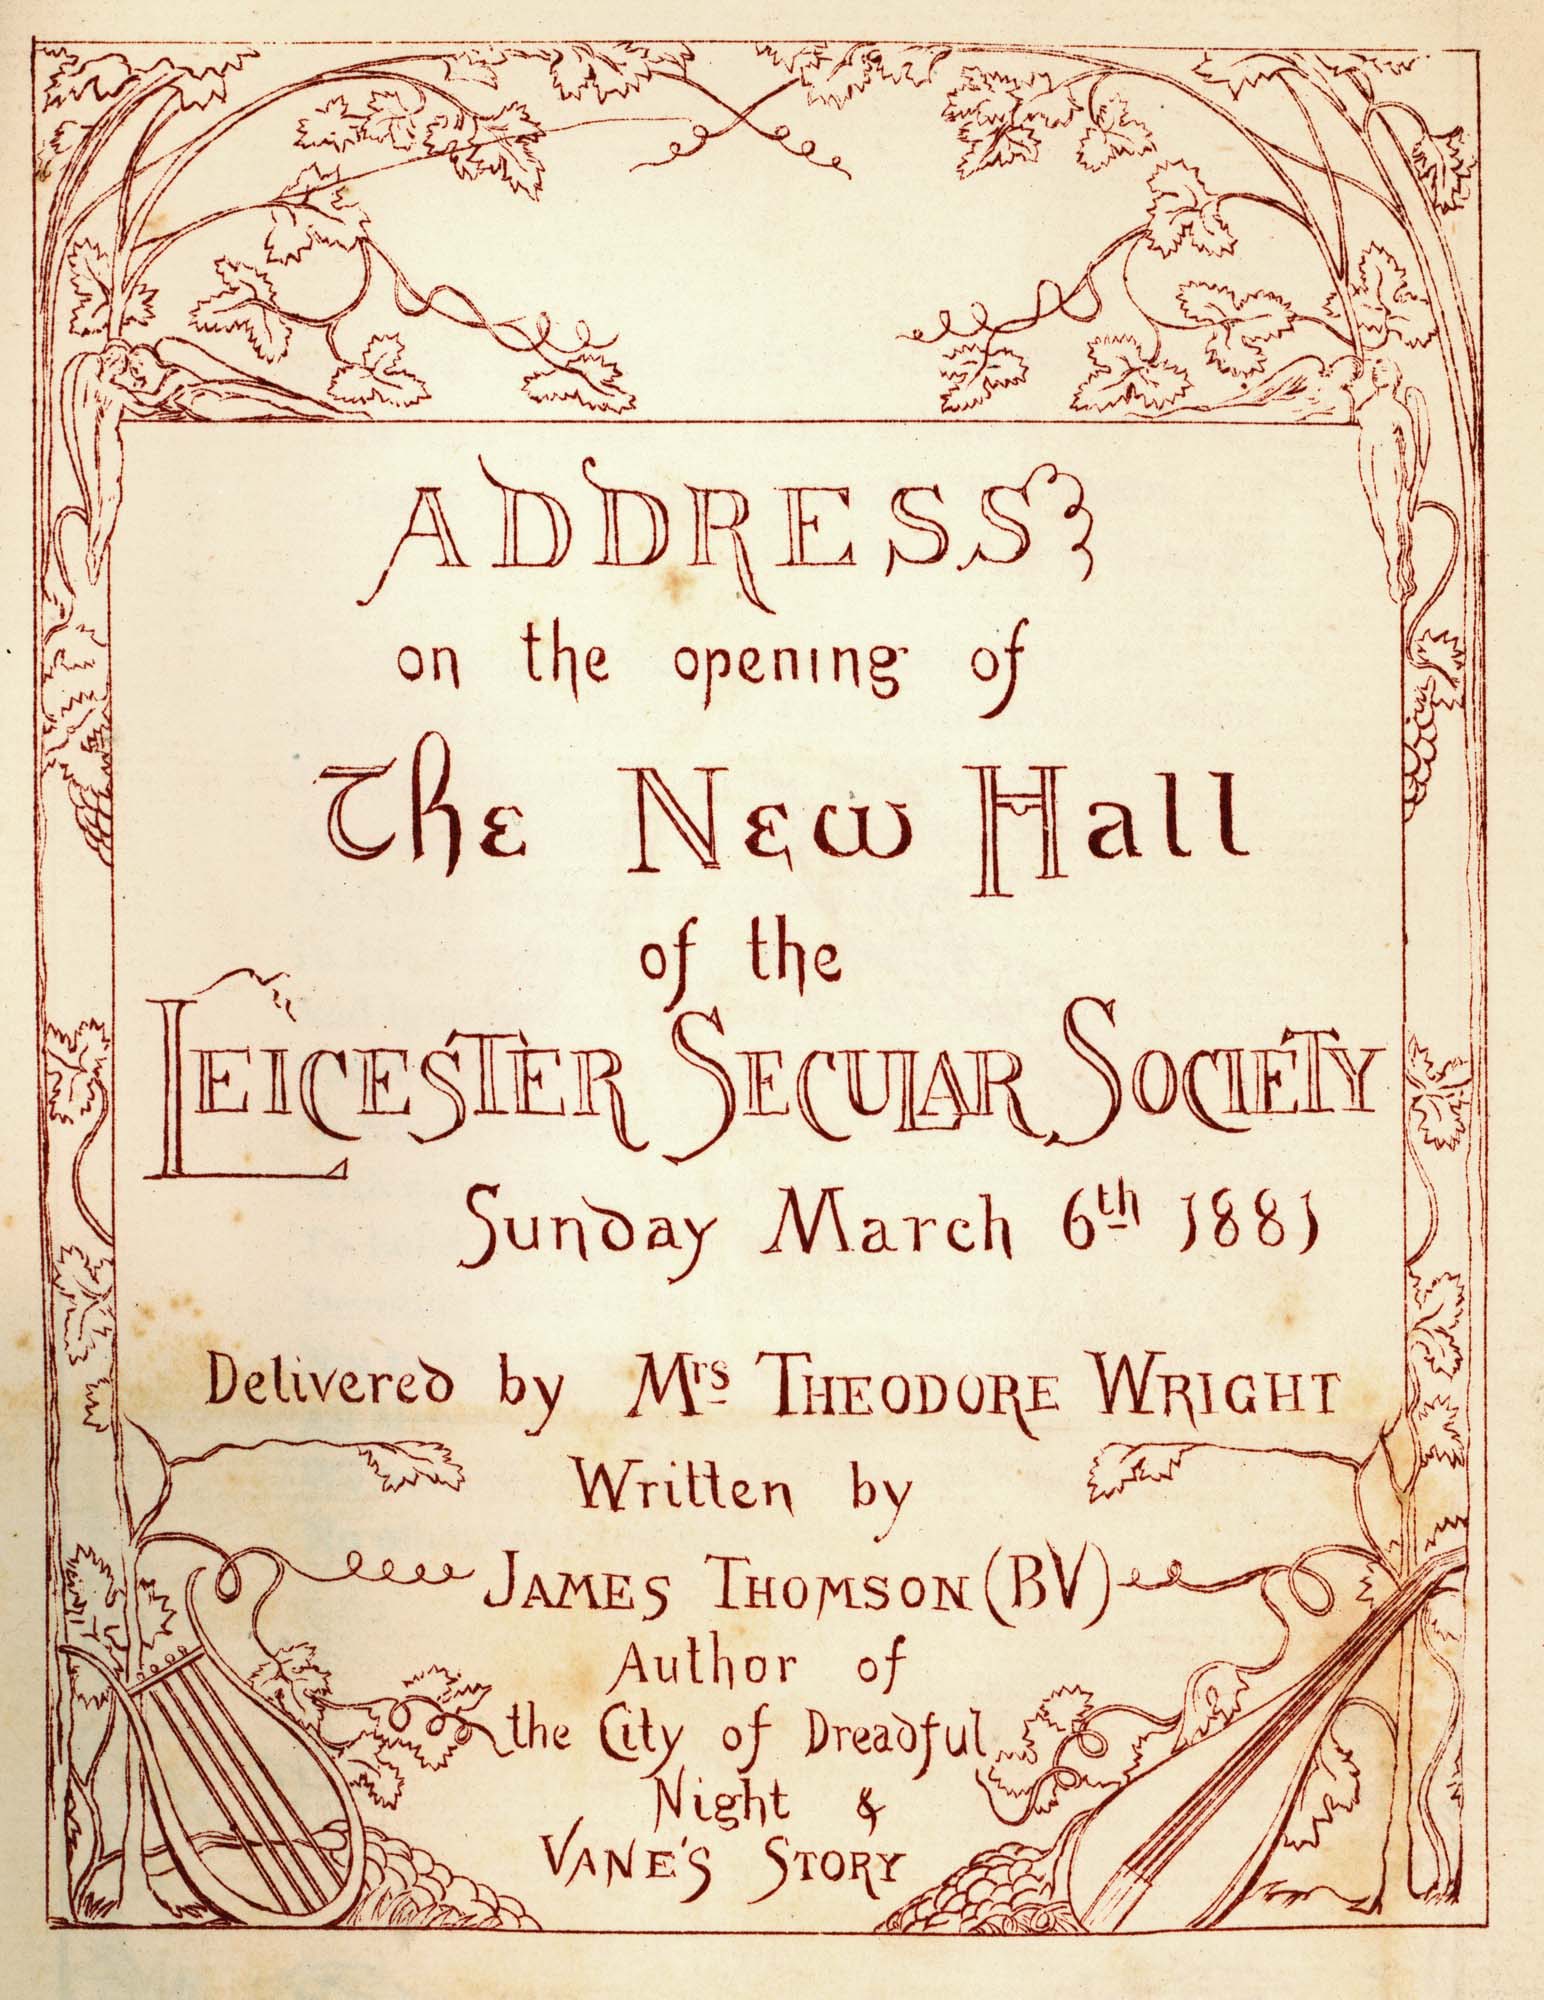 ADDRESS
on the opening of
The New Hall
of the
LEICESTER SECULAR SOCIETY
Sunday March 6th 1881
Delivered by Mrs THEODORE WRIGHT
Written by
JAMES THOMSON (BV)
Author of
the City of Dreadful
Night &
VANE'S STORY